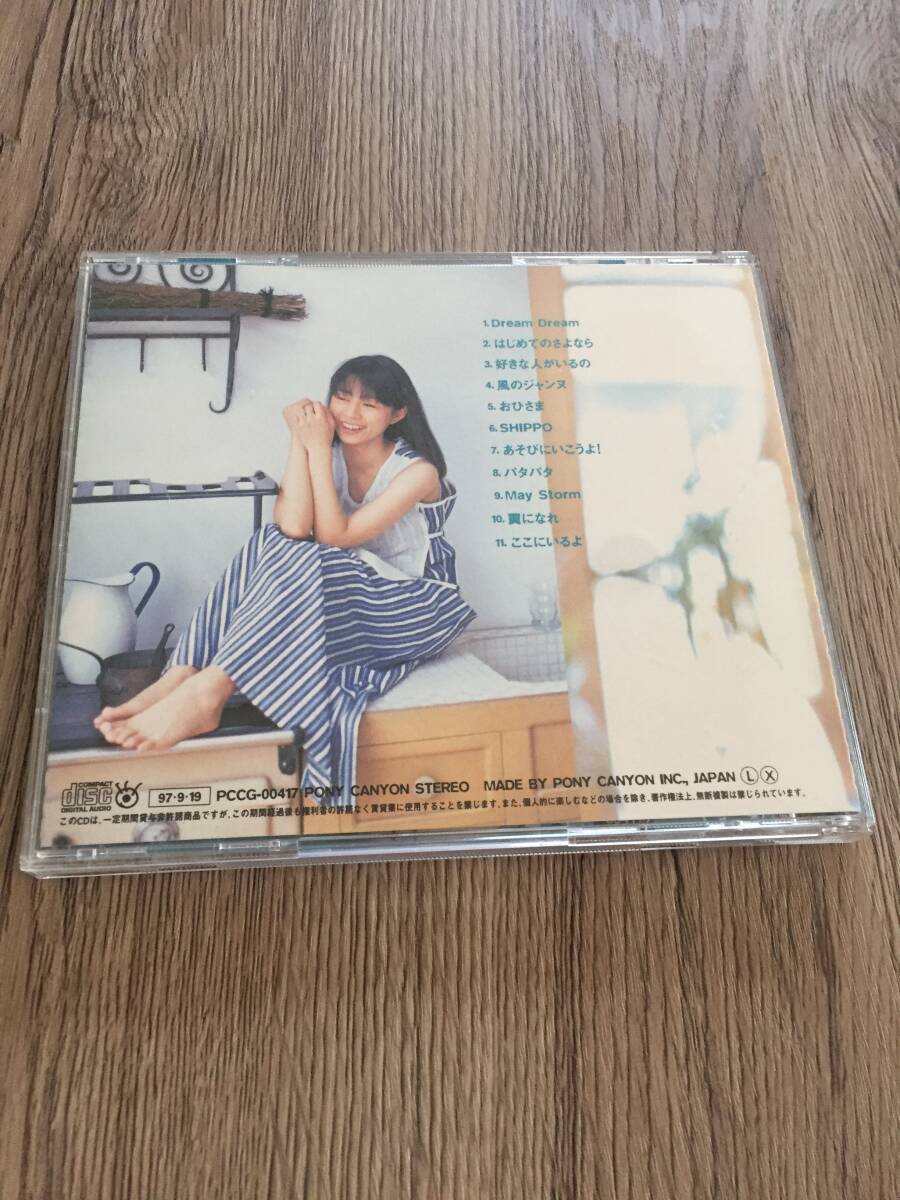 1. Dream Dream
2. はじめてのさよなら
3. 好きな人がいるの
4. 風のジャンヌ
5. おひさま
6. SHIPPO
7. あそびにいこうよ!
8. パタパタ
9. May Storm
10. 翼になれ
11. ここにいるよ
COMPACT disc DIGITAL AUDIO 97・9・19 PCCG-00417 PONY CANYON STEREO MADE BY PONY CANYON INC., JAPAN Ⓛ Ⓧ
このCDは、一定期間貸与非許諾商品ですが、この期間経過後も権利者の許諾なく賃貸業に使用することを禁じます。また、個人的に楽しむなどの場合を除き、著作権法上、無断複製は禁じられています。